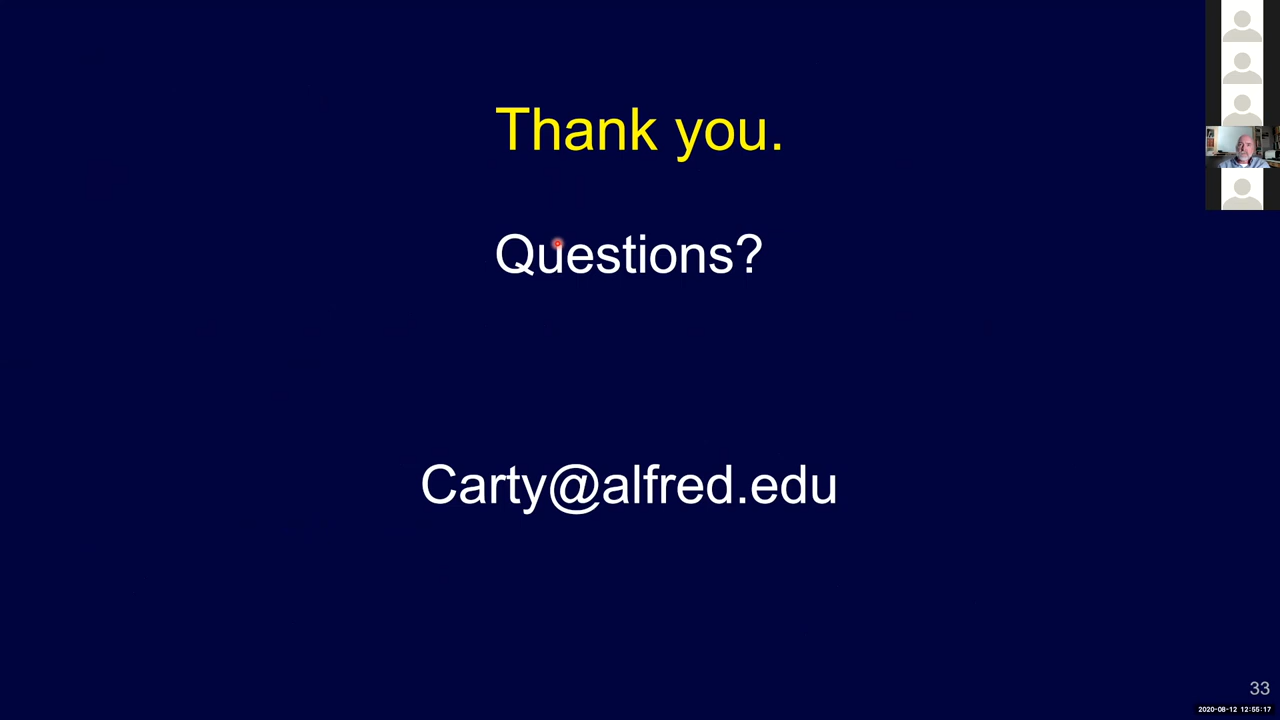 Thank you.
Questions?
Carty@alfred.edu
33
2020-08-12 12:55:17